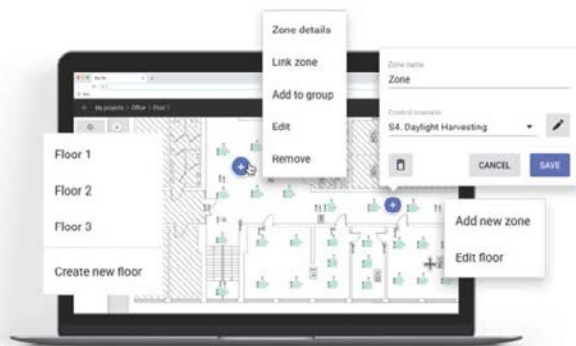 Zone details
Link zone
Add to group
Edit
Remove
Zone name
Zone
Control scenario
S4. Daylight Harvesting
CANCEL
SAVE
My projects
Office
Floor 1
Floor 1
Floor 2
Floor 3
Create new floor
Add new zone
Edit floor